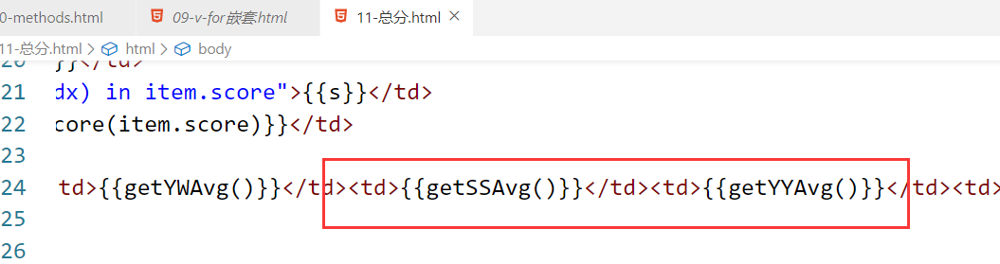 0-methods.html 09-v-for嵌套.html 11-总分.html
11-总分.html > html > body
20 }}</td>
21 dx) in item.score">{{s}}</td>
22 core(item.score)}}</td>
23
24 td>{{getYWAvg()}}</td><td>{{getSSAvg()}}</td><td>{{getYYAvg()}}</td><td>
25
26